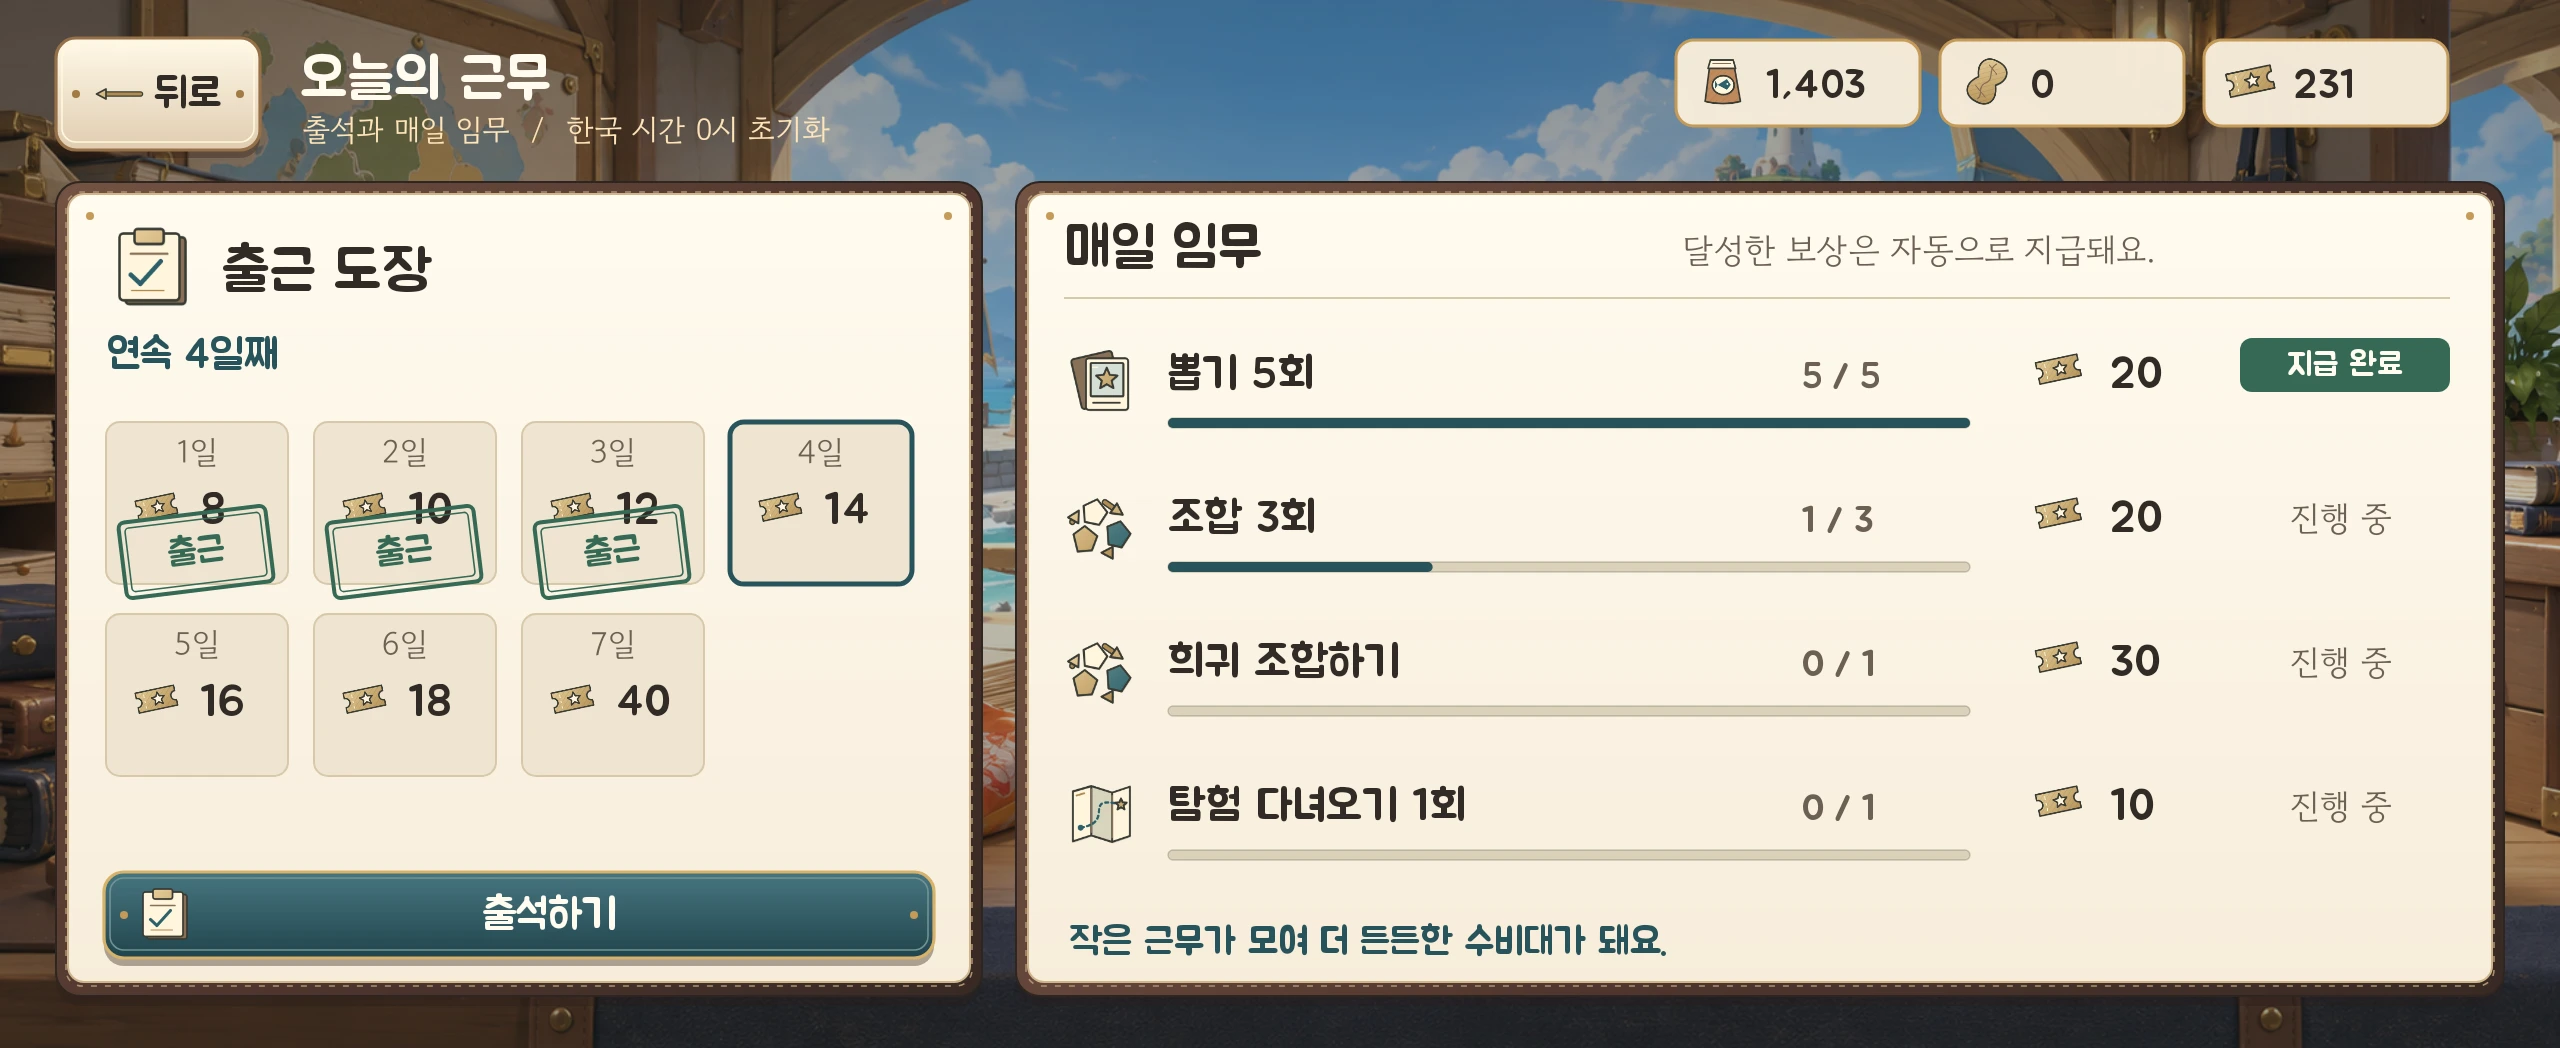 뒤로
오늘의 근무
출석과 매일 임무 / 한국 시간 0시 초기화
1,403
0
231
출근 도장
연속 4일째
1일
8
출근
2일
10
출근
3일
12
출근
4일
14
5일
16
6일
18
7일
40
출석하기
매일 임무
달성한 보상은 자동으로 지급돼요.
뽑기 5회 5 / 5 20 지급 완료
조합 3회 1 / 3 20 진행 중
희귀 조합하기 0 / 1 30 진행 중
탐험 다녀오기 1회 0 / 1 10 진행 중
작은 근무가 모여 더 든든한 수비대가 돼요.